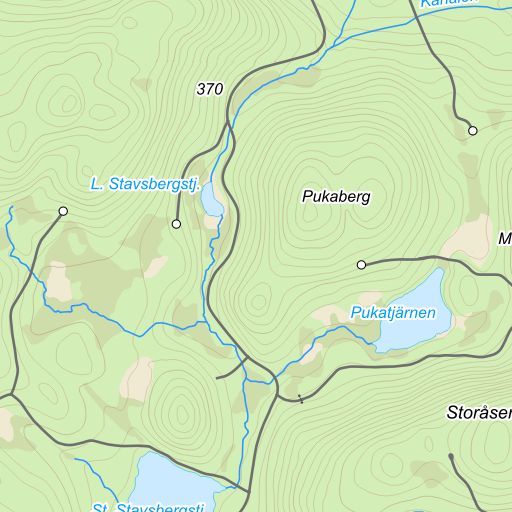 370
L. Stavsbergstj.
Pukaberg
Pukatjärnen
Storåsen
St. Stavsbergstj.